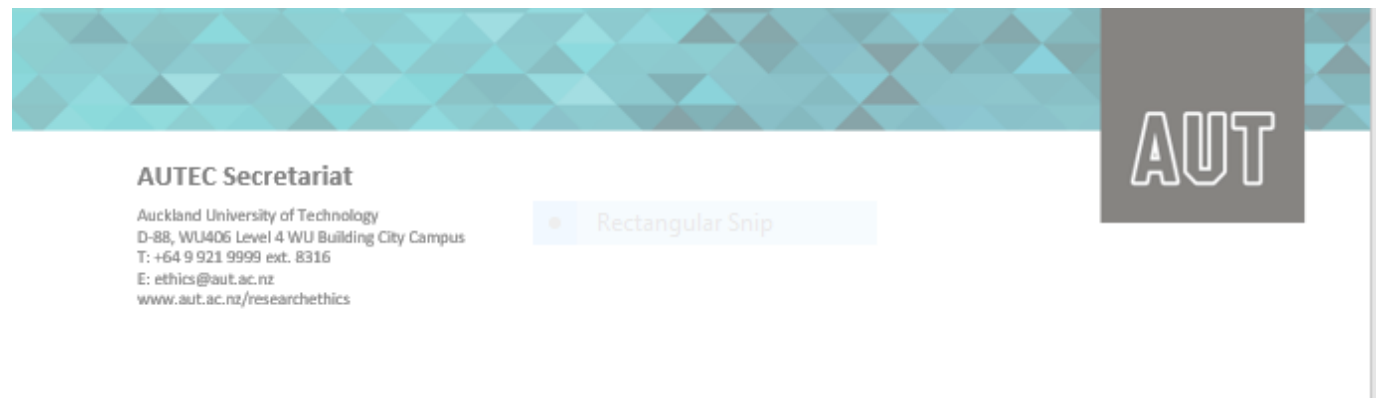 AUT
AUTEC Secretariat
Auckland University of Technology
D-88, WU406 Level 4 WU Building City Campus
T: +64 9 921 9999 ext. 8316
E: ethics@aut.ac.nz
www.aut.ac.nz/researchethics
Rectangular Snip